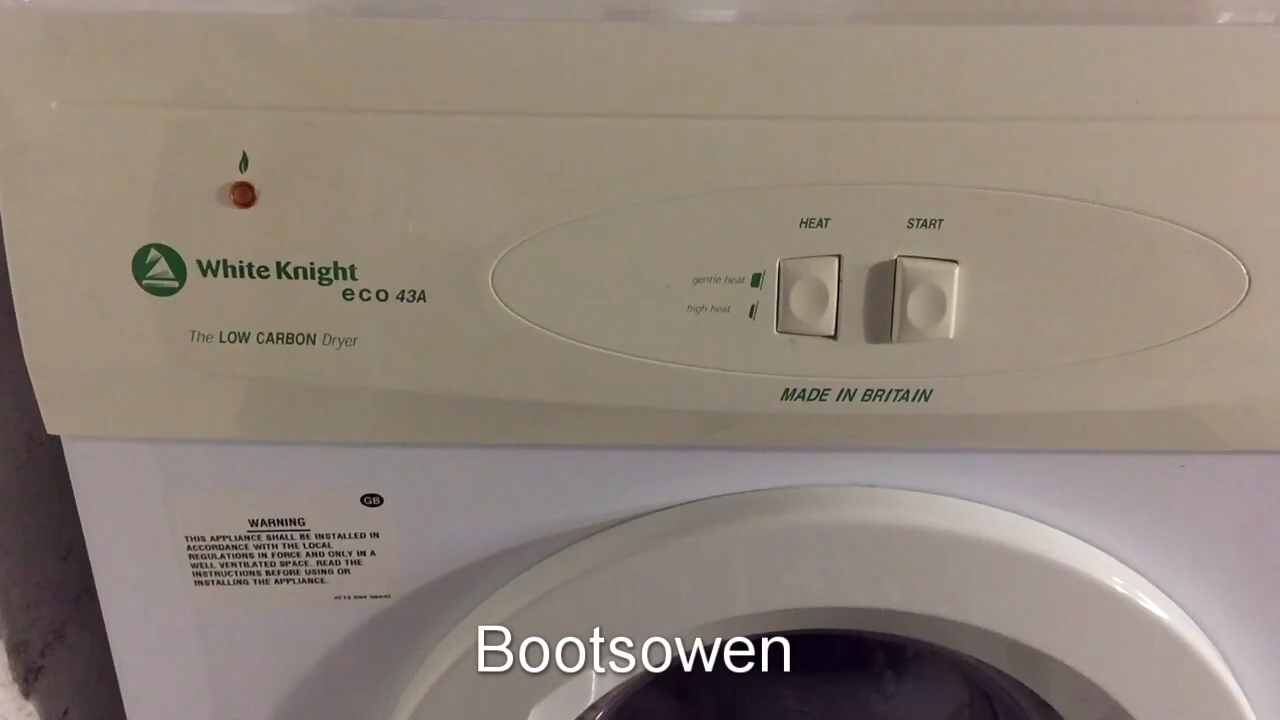 HEAT
START
White Knight
eco 43A
gentle heat
high heat
The LOW CARBON Dryer
MADE IN BRITAIN
GB
WARNING
THIS APPLIANCE SHALL BE INSTALLED IN
ACCORDANCE WITH THE LOCAL
REGULATIONS IN FORCE AND ONLY IN A
WELL VENTILATED SPACE. READ THE
INSTRUCTIONS BEFORE USING OR
INSTALLING THE APPLIANCE.
Bootsowen